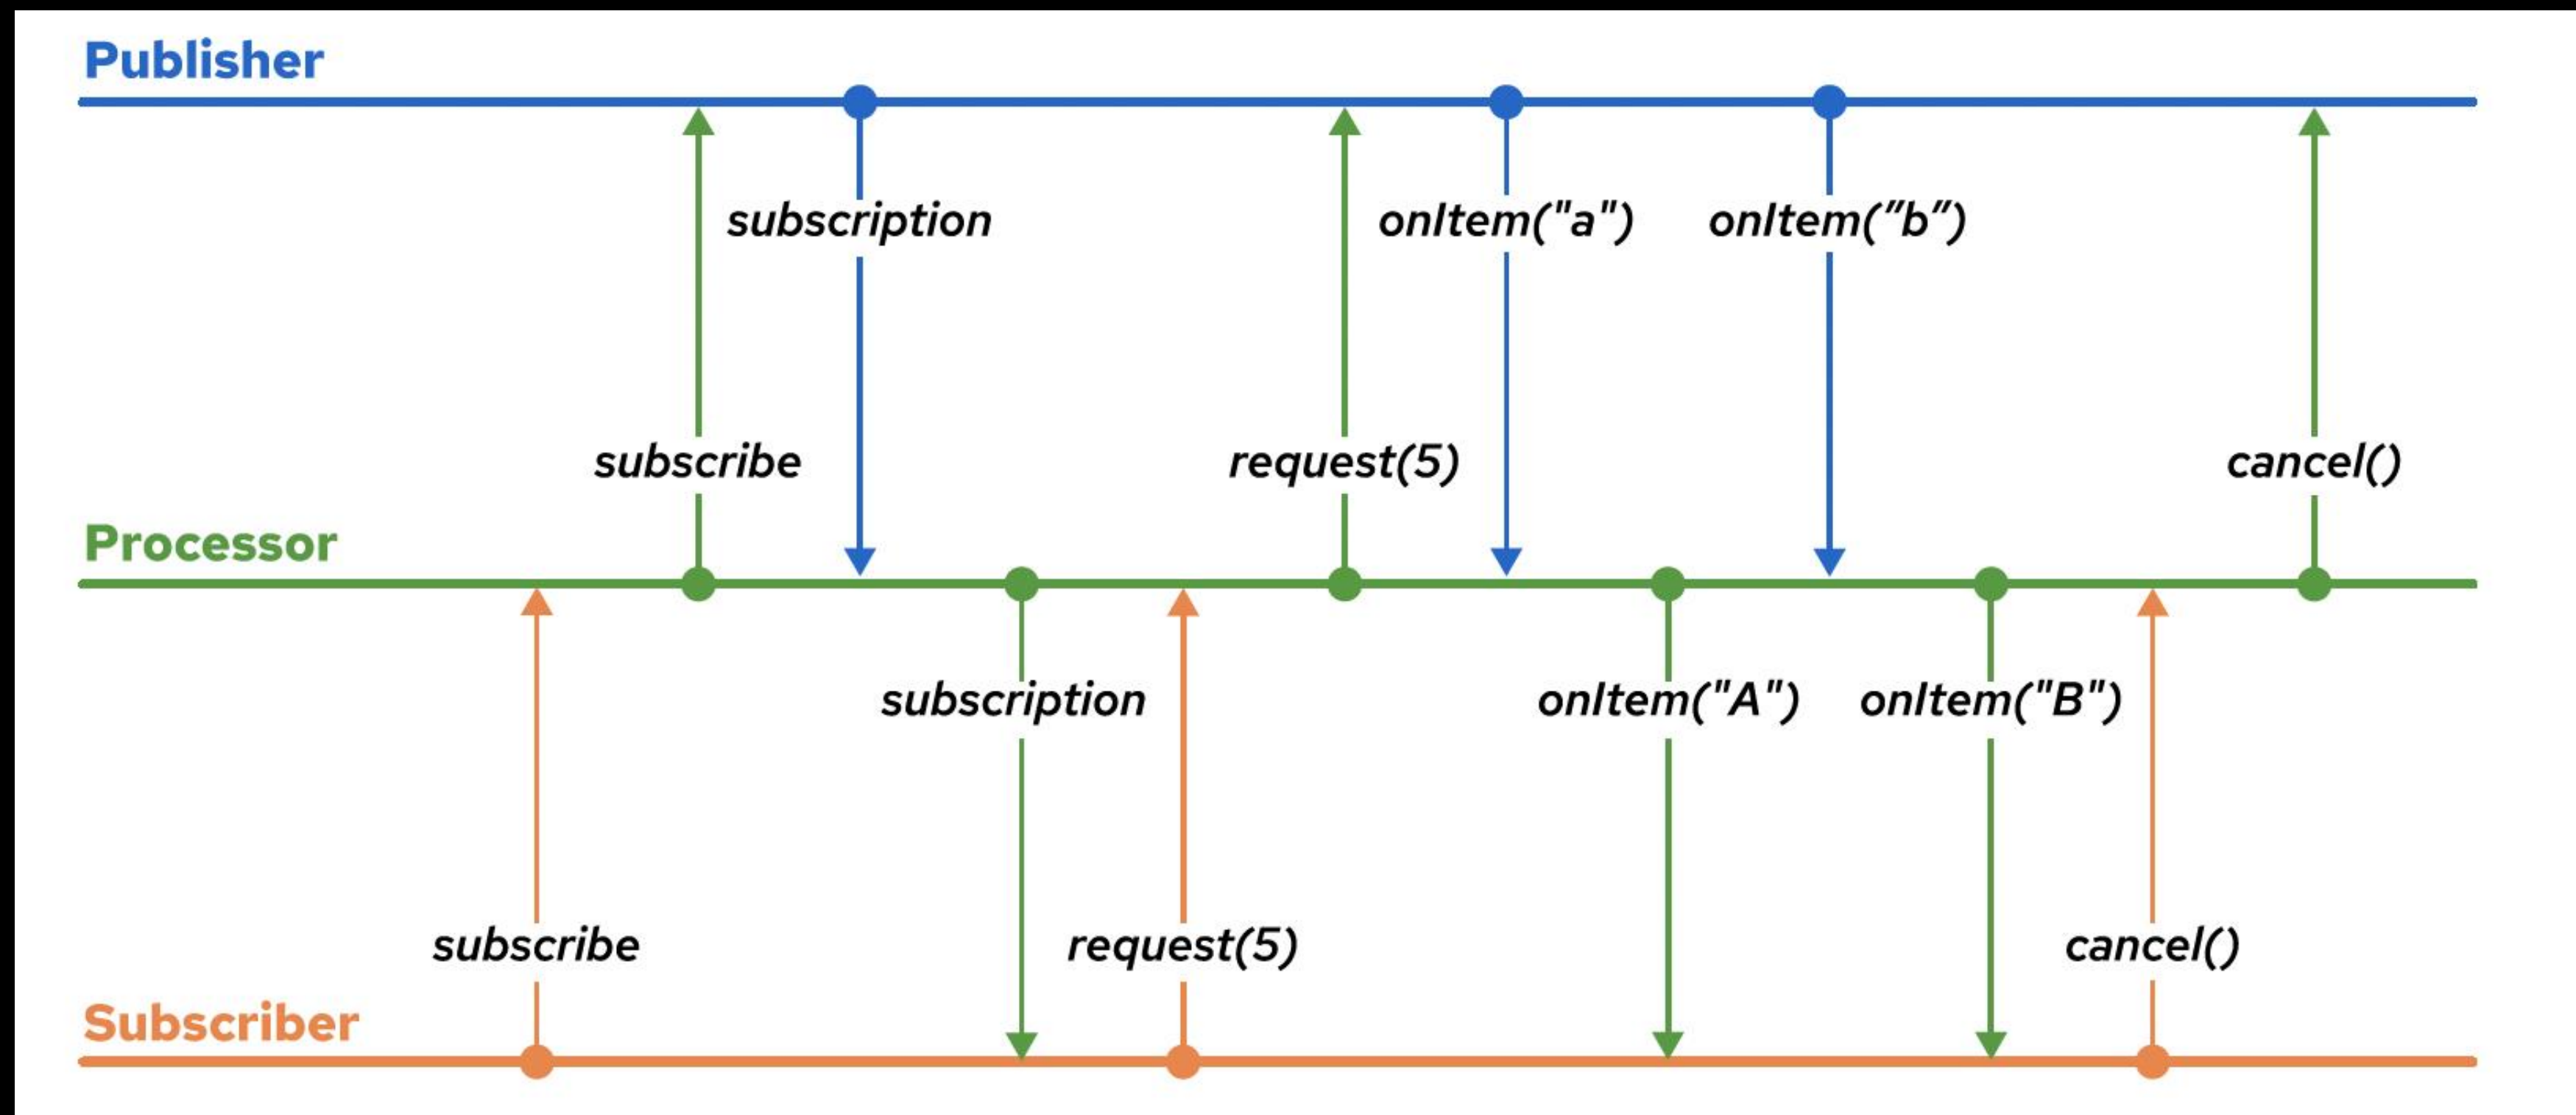 Publisher
subscription
onItem("a")
onItem("b")
subscribe
request(5)
cancel()
Processor
subscription
onItem("A")
onItem("B")
subscribe
request(5)
cancel()
Subscriber